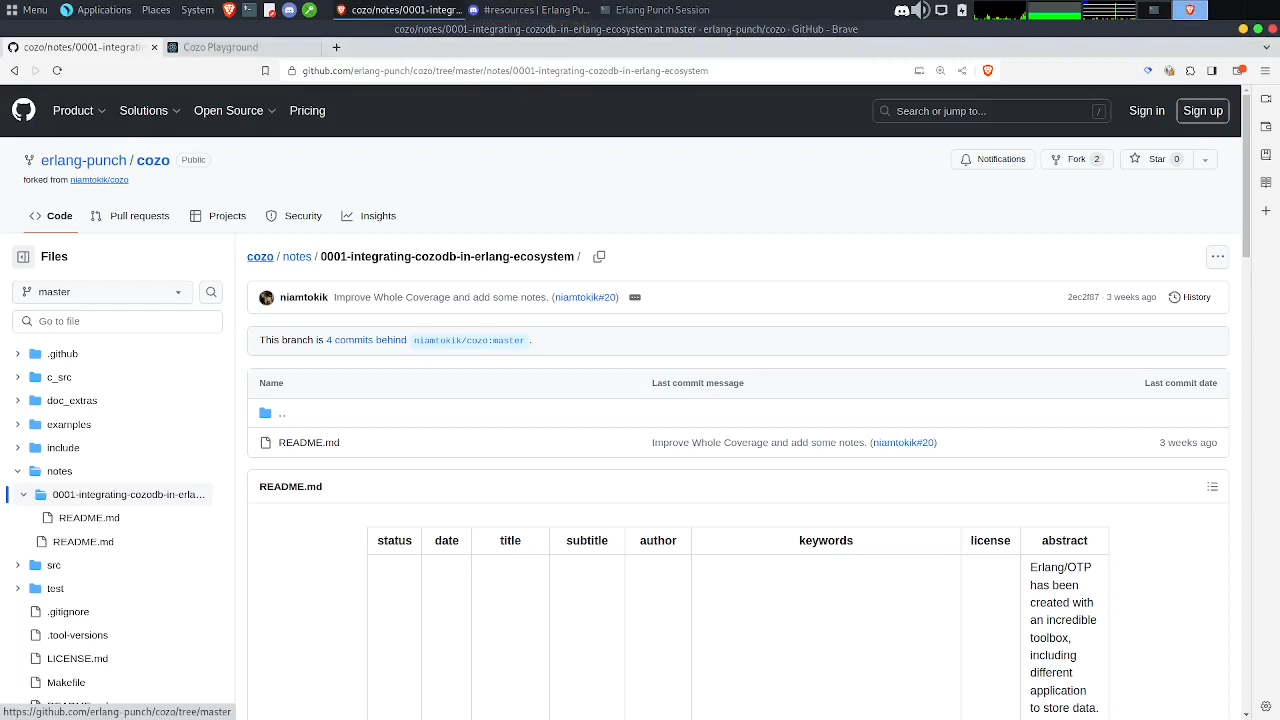 Menu Applications Places System cozo/notes/0001-integr... #resources | Erlang Pu... Erlang Punch Session
cozo/notes/0001-integrating-cozodb-in-erlang-ecosystem at master · erlang-punch/cozo · GitHub - Brave
cozo/notes/0001-integratin Cozo Playground
github.com/erlang-punch/cozo/tree/master/notes/0001-integrating-cozodb-in-erlang-ecosystem
Product Solutions Open Source Pricing Search or jump to... / Sign in Sign up
erlang-punch / cozo Public Notifications Fork 2 Star 0
forked from niamtokik/cozo
Code Pull requests Projects Security Insights
Files
cozo / notes / 0001-integrating-cozodb-in-erlang-ecosystem /
master
Go to file
niamtokik Improve Whole Coverage and add some notes. (niamtokik#20) 2ec2f87 · 3 weeks ago History
This branch is 4 commits behind niamtokik/cozo:master .
Name Last commit message Last commit date
..
README.md Improve Whole Coverage and add some notes. (niamtokik#20) 3 weeks ago
.github
c_src
doc_extras
examples
include
notes
0001-integrating-cozodb-in-erla...
README.md
README.md
src
test
.gitignore
.tool-versions
LICENSE.md
Makefile
README.md
status date title subtitle author keywords license abstract
Erlang/OTP
has been
created with
an incredible
toolbox,
including
different
application
to store data.
https://github.com/erlang-punch/cozo/tree/master